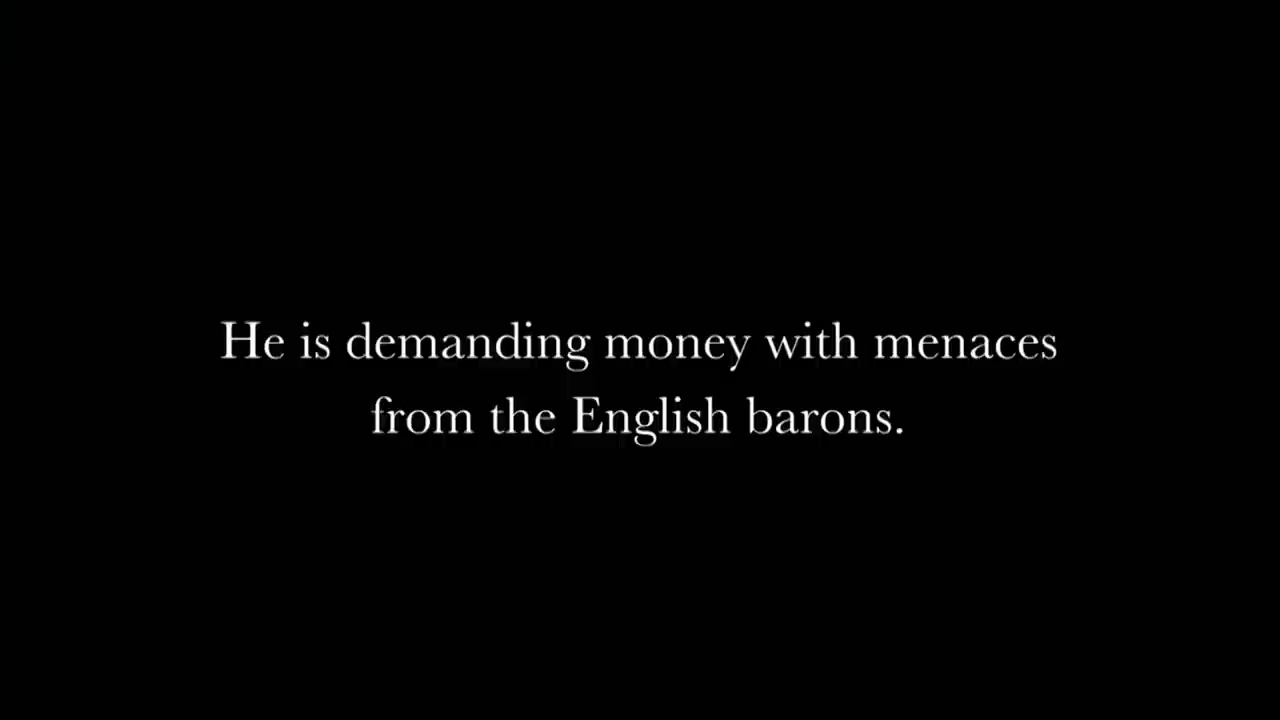 He is demanding money with menaces
from the English barons.